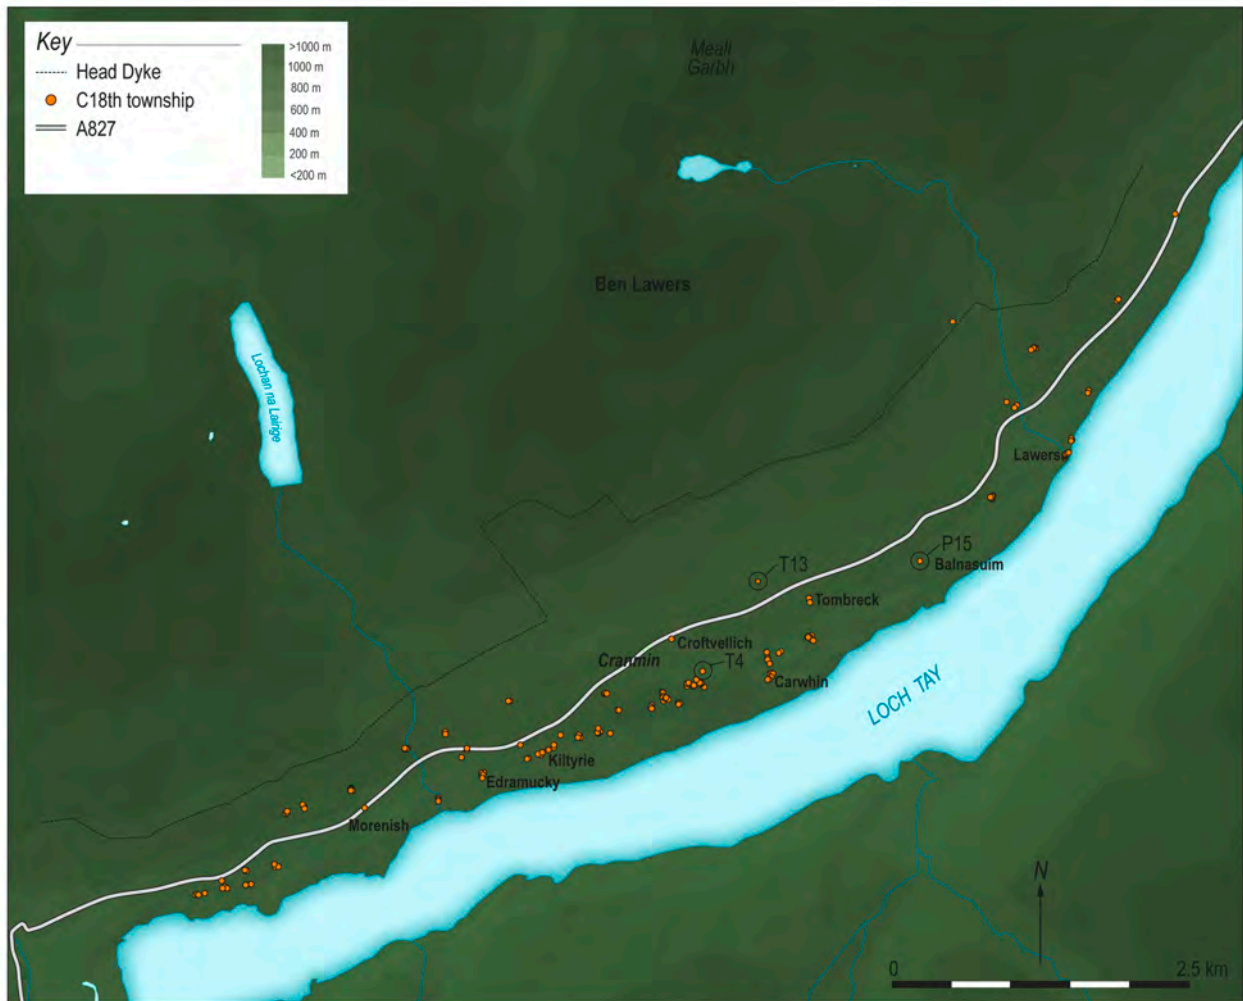 Key
Head Dyke
C18th township
A827
>1000 m
1000 m
800 m
600 m
400 m
200 m
<200 m
Meall
Garbh
Ben Lawers
Lochan na Lairige
Lawers
P15
Balnasuim
T13
Tombreck
Croftvellich
Cranmin
T4
Carwhin
LOCH TAY
Kiltyrie
Edramucky
Morenish
N
0
2.5 km